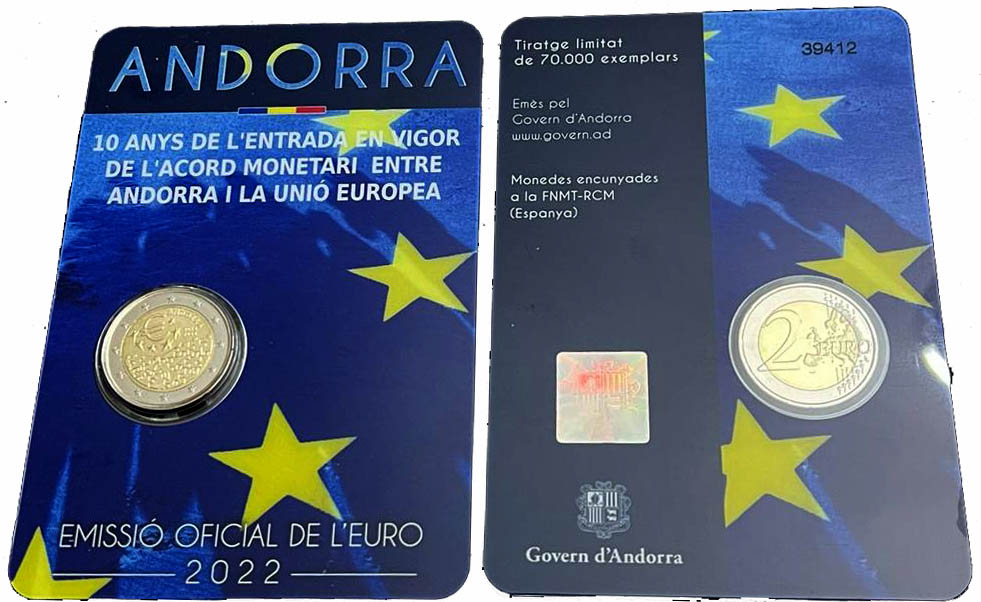 ANDORRA
10 ANYS DE L'ENTRADA EN VIGOR
DE L'ACORD MONETARI ENTRE
ANDORRA I LA UNIÓ EUROPEA
EMISSIÓ OFICIAL DE L'EURO
2022
Tiratge limitat
de 70.000 exemplars
39412
Emès pel
Govern d'Andorra
www.govern.ad
Monedes encunyades
a la FNMT-RCM
(Espanya)
2 EURO
Govern d'Andorra